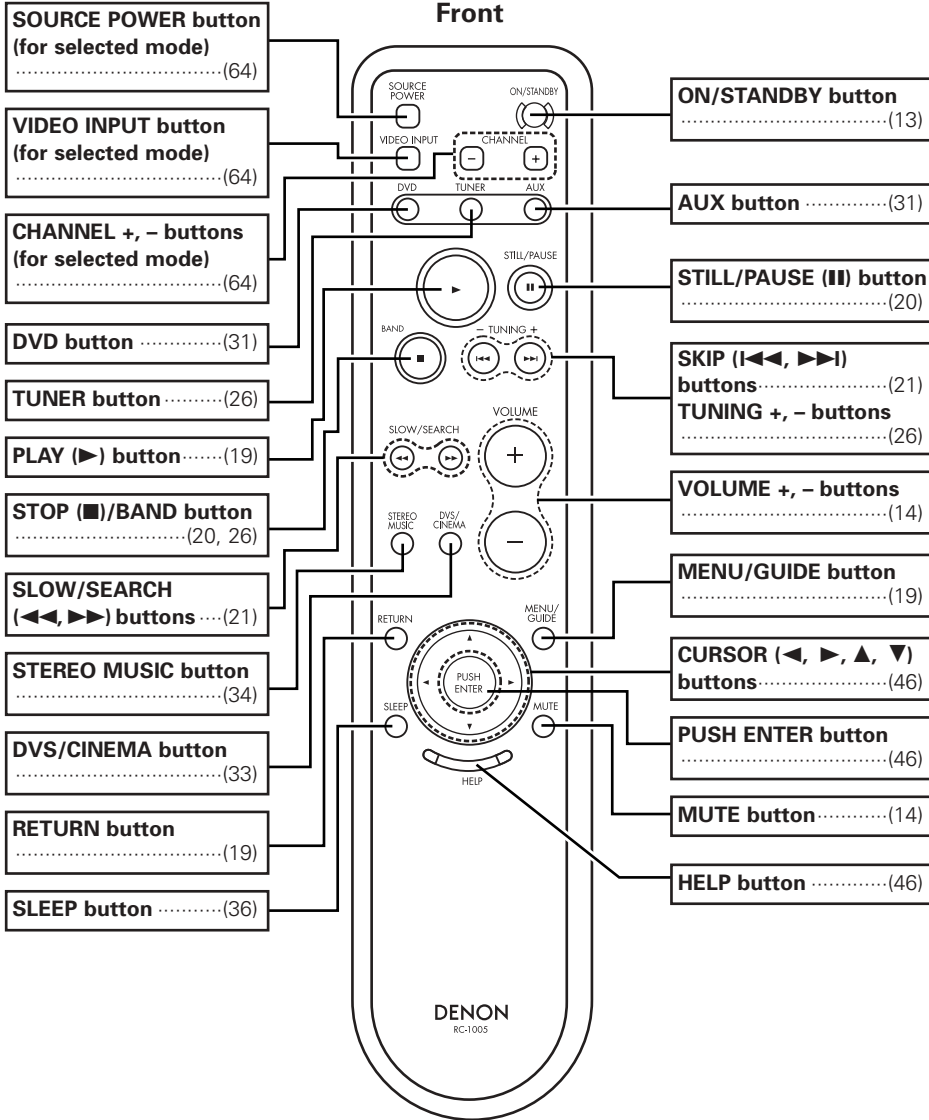 Front
SOURCE POWER button
(for selected mode)
·································(64)
VIDEO INPUT button
(for selected mode)
·································(64)
CHANNEL +, – buttons
(for selected mode)
·································(64)
DVD button ··············(31)
TUNER button ··········(26)
PLAY (►) button·······(19)
STOP (■)/BAND button
···························(20, 26)
SLOW/SEARCH
(◄◄, ►►) buttons ····(21)
STEREO MUSIC button
·································(34)
DVS/CINEMA button
·································(33)
RETURN button
·································(19)
SLEEP button ···········(36)
SOURCE
POWER
ON/STANDBY
VIDEO INPUT
CHANNEL
– +
DVD TUNER AUX
►
STILL/PAUSE
II
BAND
■
– TUNING +
I◄◄ ►►I
SLOW/SEARCH
◄◄ ►►
VOLUME
+
–
STEREO
MUSIC
DVS/
CINEMA
RETURN
MENU/
GUIDE
▲
◄ ►
PUSH
ENTER
▼
SLEEP
MUTE
HELP
DENON
RC-1005
ON/STANDBY button
·································(13)
AUX button ·············(31)
STILL/PAUSE (II) button
·································(20)
SKIP (I◄◄, ►►I)
buttons····················(21)
TUNING +, – buttons
·································(26)
VOLUME +, – buttons
·································(14)
MENU/GUIDE button
·································(19)
CURSOR (◄, ►, ▲, ▼)
buttons····················(46)
PUSH ENTER button
·································(46)
MUTE button············(14)
HELP button ·············(46)